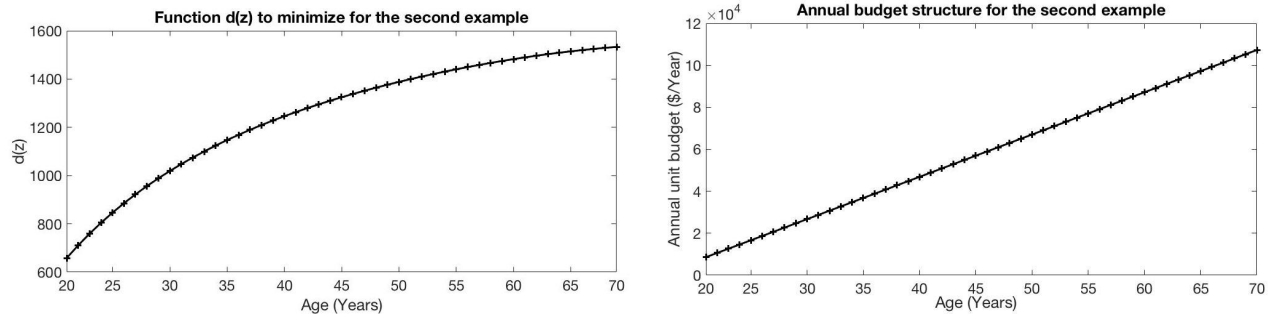 Function d(z) to minimize for the second example
1600
1400
1200
1000
800
600
d(z)
20 25 30 35 40 45 50 55 60 65 70
Age (Years)
Annual budget structure for the second example
×10⁴
12
10
8
6
4
2
0
Annual unit budget ($/Year)
20 25 30 35 40 45 50 55 60 65 70
Age (Years)